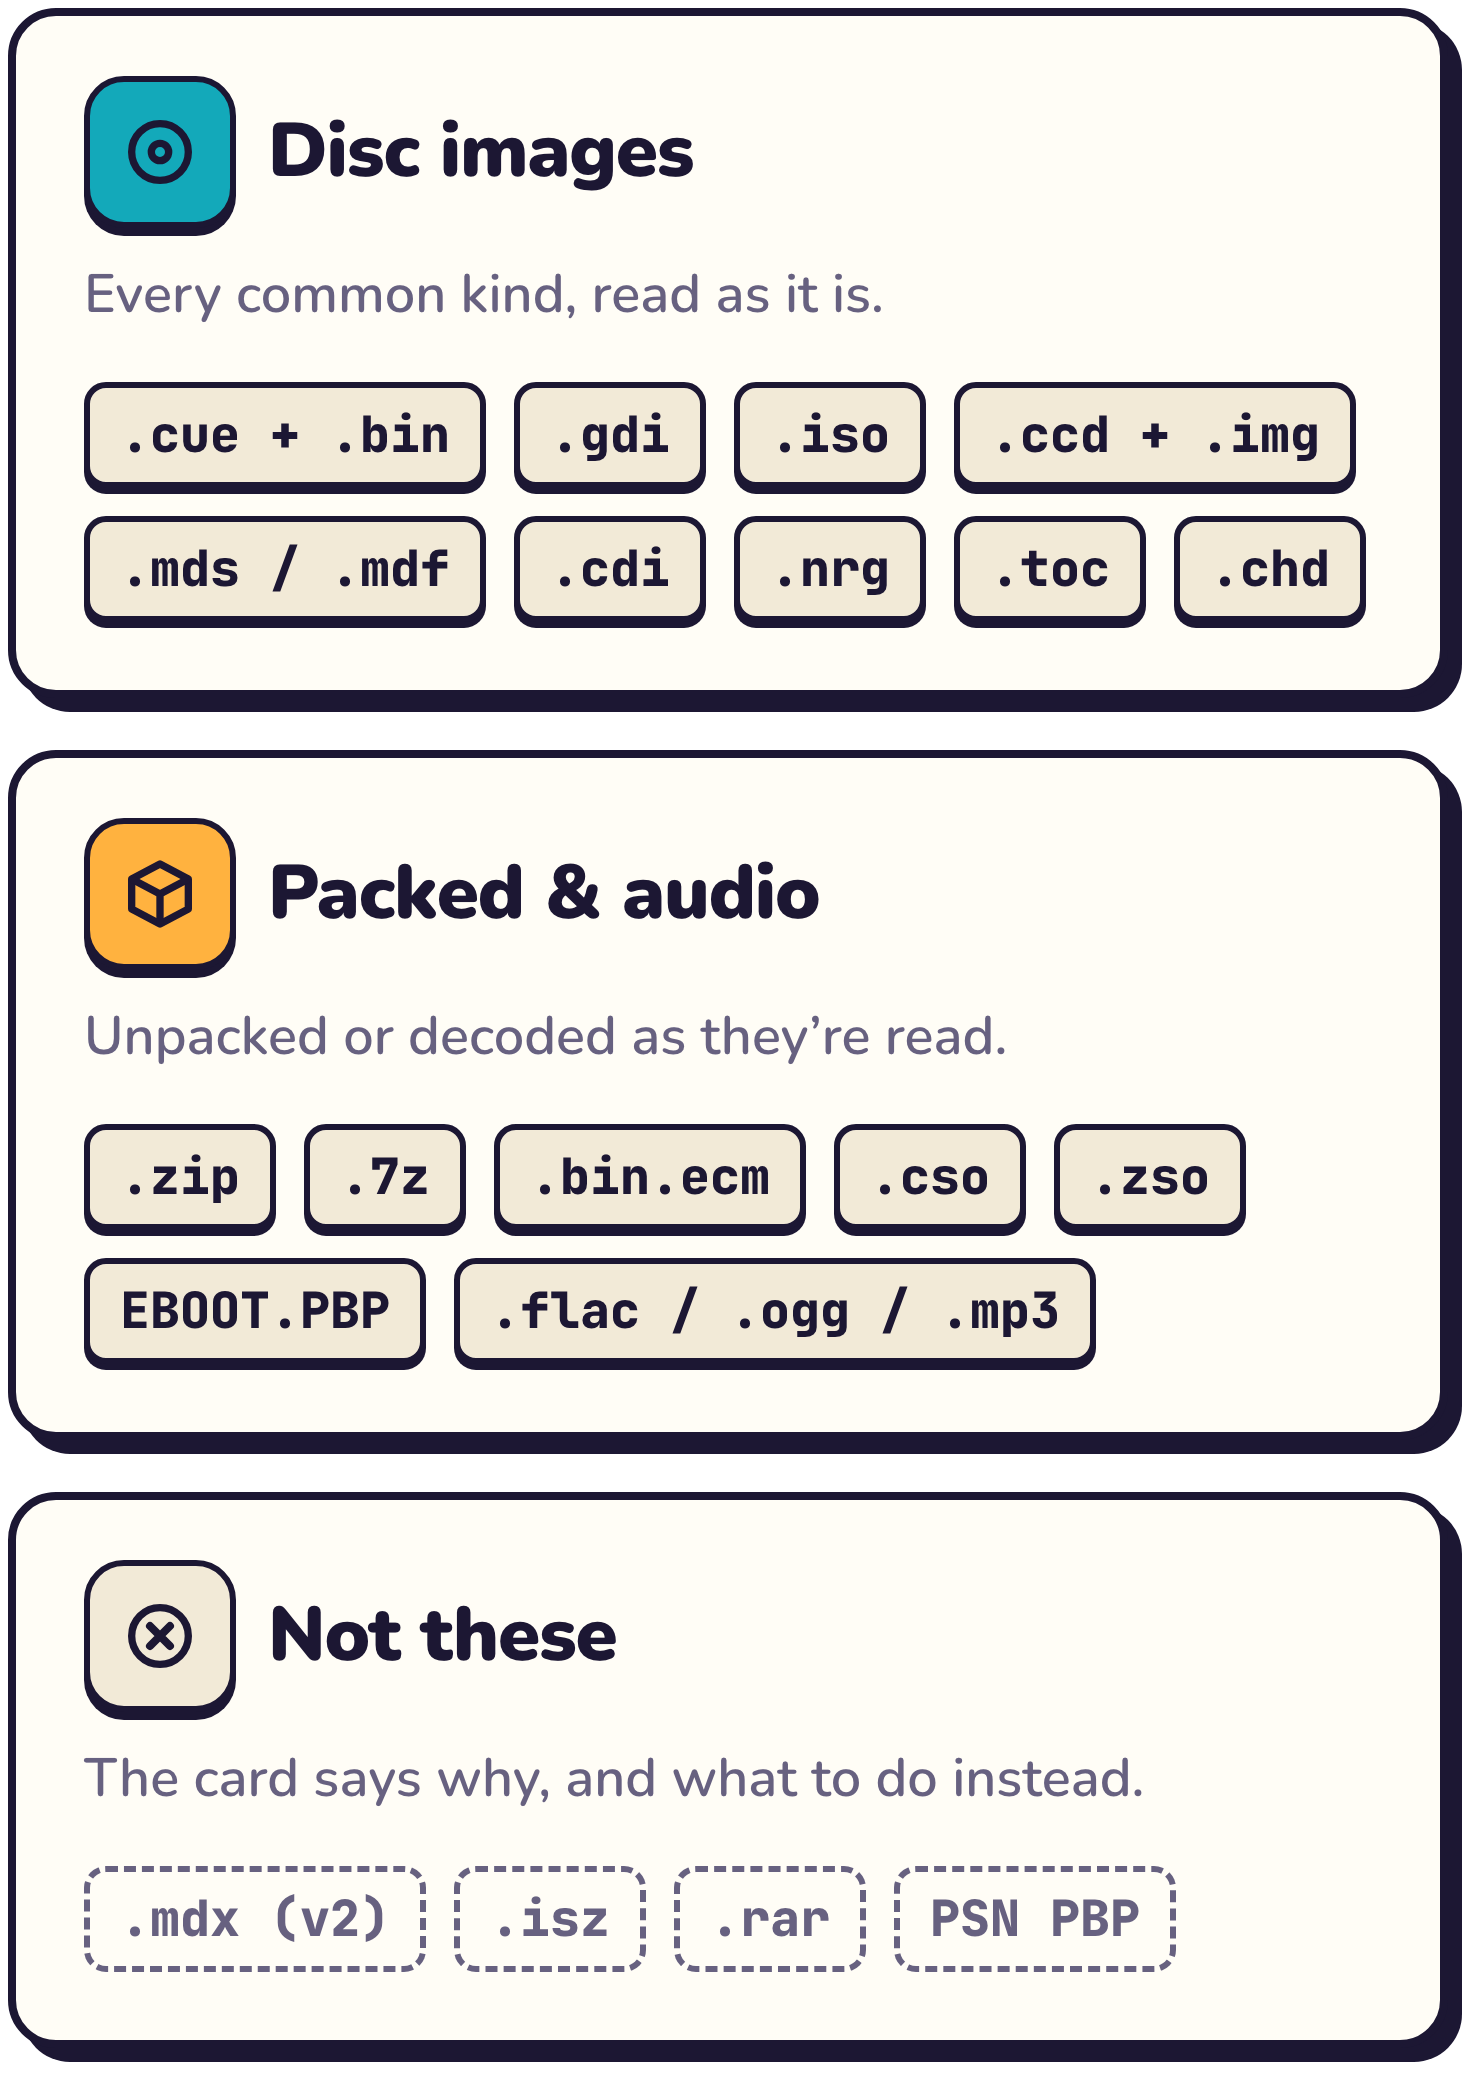 Disc images
Every common kind, read as it is.
.cue + .bin .gdi .iso .ccd + .img
.mds / .mdf .cdi .nrg .toc .chd
Packed & audio
Unpacked or decoded as they’re read.
.zip .7z .bin.ecm .cso .zso
EBOOT.PBP .flac / .ogg / .mp3
Not these
The card says why, and what to do instead.
.mdx (v2) .isz .rar PSN PBP